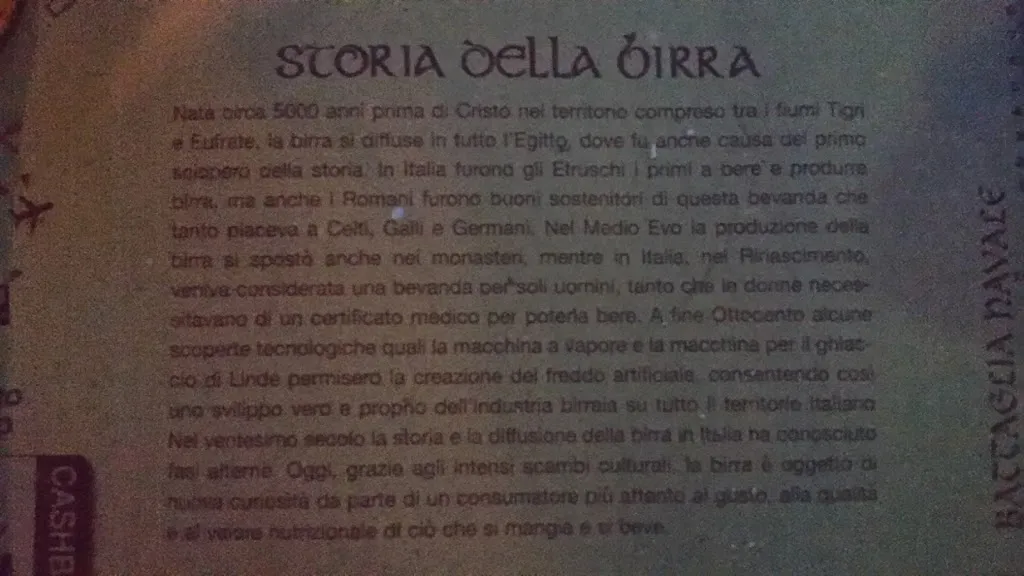 STORIA DELLA BIRRA
Nata circa 5000 anni prima di Cristo nel territorio compreso tra i fiumi Tigri
e Eufrate, la birra si diffuse in tutto l'Egitto, dove fu anche causa del primo
sciopero della storia. In Italia furono gli Etruschi i primi a bere e produrre
birra, ma anche i Romani furono buoni sostenitori di questa bevanda che
tanto piaceva a Celti, Galli e Germani. Nel Medio Evo la produzione della
birra si spostò anche nei monasteri, mentre in Italia, nel Rinascimento,
veniva considerata una bevanda per soli uomini, tanto che le donne neces-
sitavano di un certificato medico per poterla bere. A fine Ottocento alcune
scoperte tecnologiche quali la macchina a vapore e la macchina per il ghiac-
cio di Linde permisero la creazione del freddo artificiale, consentendo così
uno sviluppo vero e proprio dell'industria birraia su tutto il territorio italiano
Nel ventesimo secolo la storia e la diffusione della birra in Italia ha conosciuto
fasi alterne. Oggi, grazie agli intensi scambi culturali, la birra è oggetto di
nuova curiosità da parte di un consumatore più attento al gusto, alla qualità
e al valore nutrizionale di ciò che si mangia e si beve.
BATTAGLIA NAVALE
CASHB